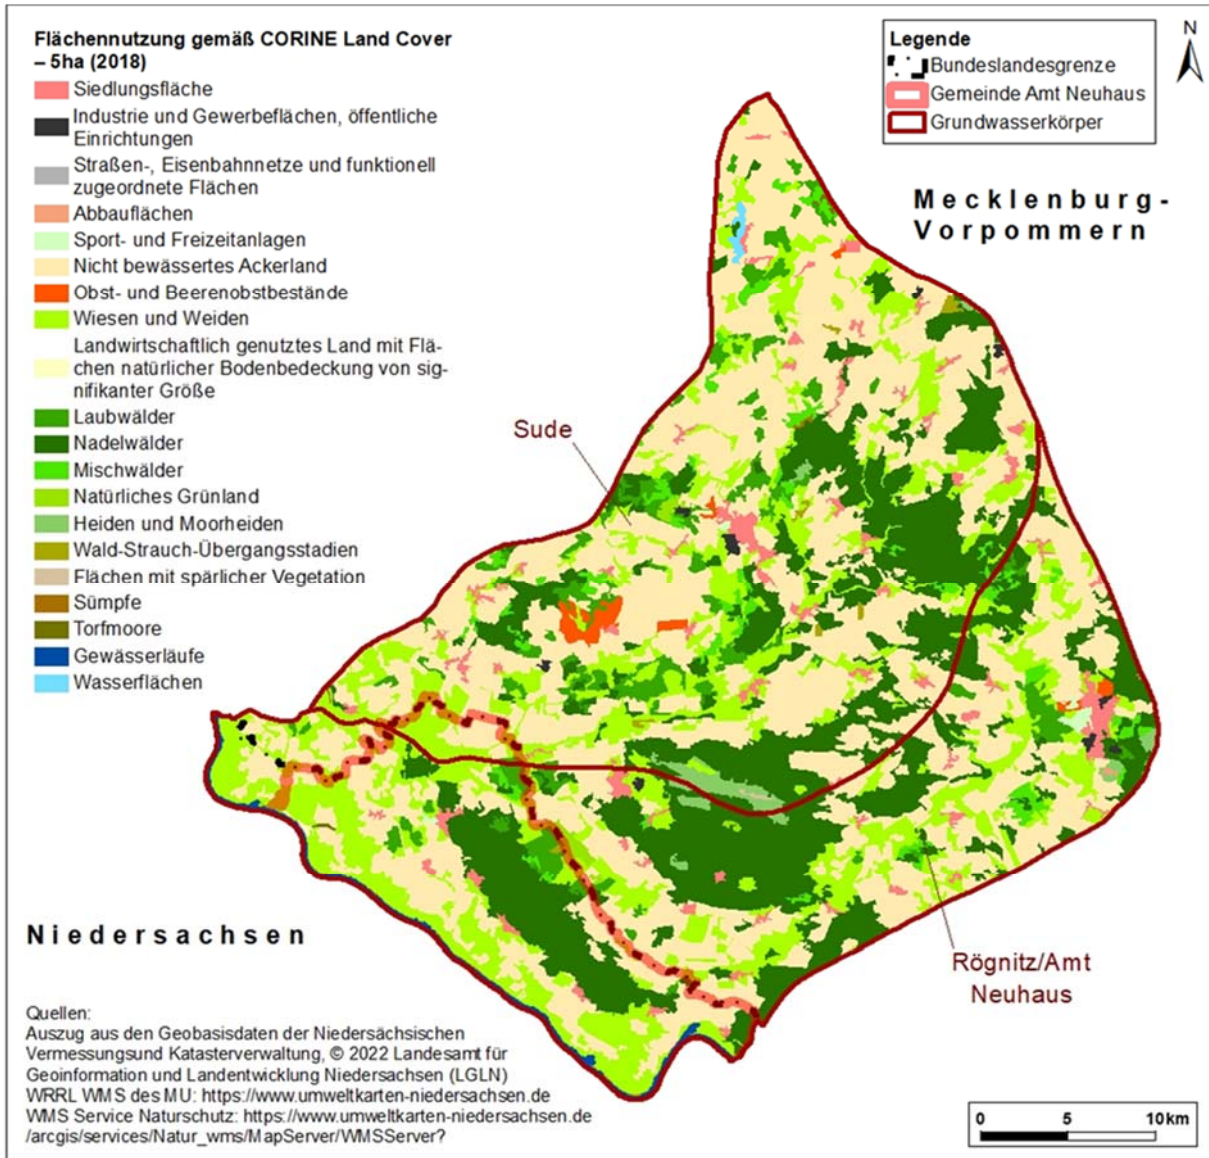 Flächennutzung gemäß CORINE Land Cover
– 5ha (2018)
Siedlungsfläche
Industrie und Gewerbeflächen, öffentliche
Einrichtungen
Straßen-, Eisenbahnnetze und funktionell
zugeordnete Flächen
Abbauflächen
Sport- und Freizeitanlagen
Nicht bewässertes Ackerland
Obst- und Beerenobstbestände
Wiesen und Weiden
Landwirtschaftlich genutztes Land mit Flä-
chen natürlicher Bodenbedeckung von sig-
nifikanter Größe
Laubwälder
Nadelwälder
Mischwälder
Natürliches Grünland
Heiden und Moorheiden
Wald-Strauch-Übergangsstadien
Flächen mit spärlicher Vegetation
Sümpfe
Torfmoore
Gewässerläufe
Wasserflächen
Legende
Bundeslandesgrenze
Gemeinde Amt Neuhaus
Grundwasserkörper
N
Mecklenburg-
Vorpommern
Sude
Niedersachsen
Rögnitz/Amt
Neuhaus
Quellen:
Auszug aus den Geobasisdaten der Niedersächsischen
Vermessungsund Katasterverwaltung, © 2022 Landesamt für
Geoinformation und Landentwicklung Niedersachsen (LGLN)
WRRL WMS des MU: https://www.umweltkarten-niedersachsen.de
WMS Service Naturschutz: https://www.umweltkarten-niedersachsen.de
/arcgis/services/Natur_wms/MapServer/WMSServer?
0 5 10km